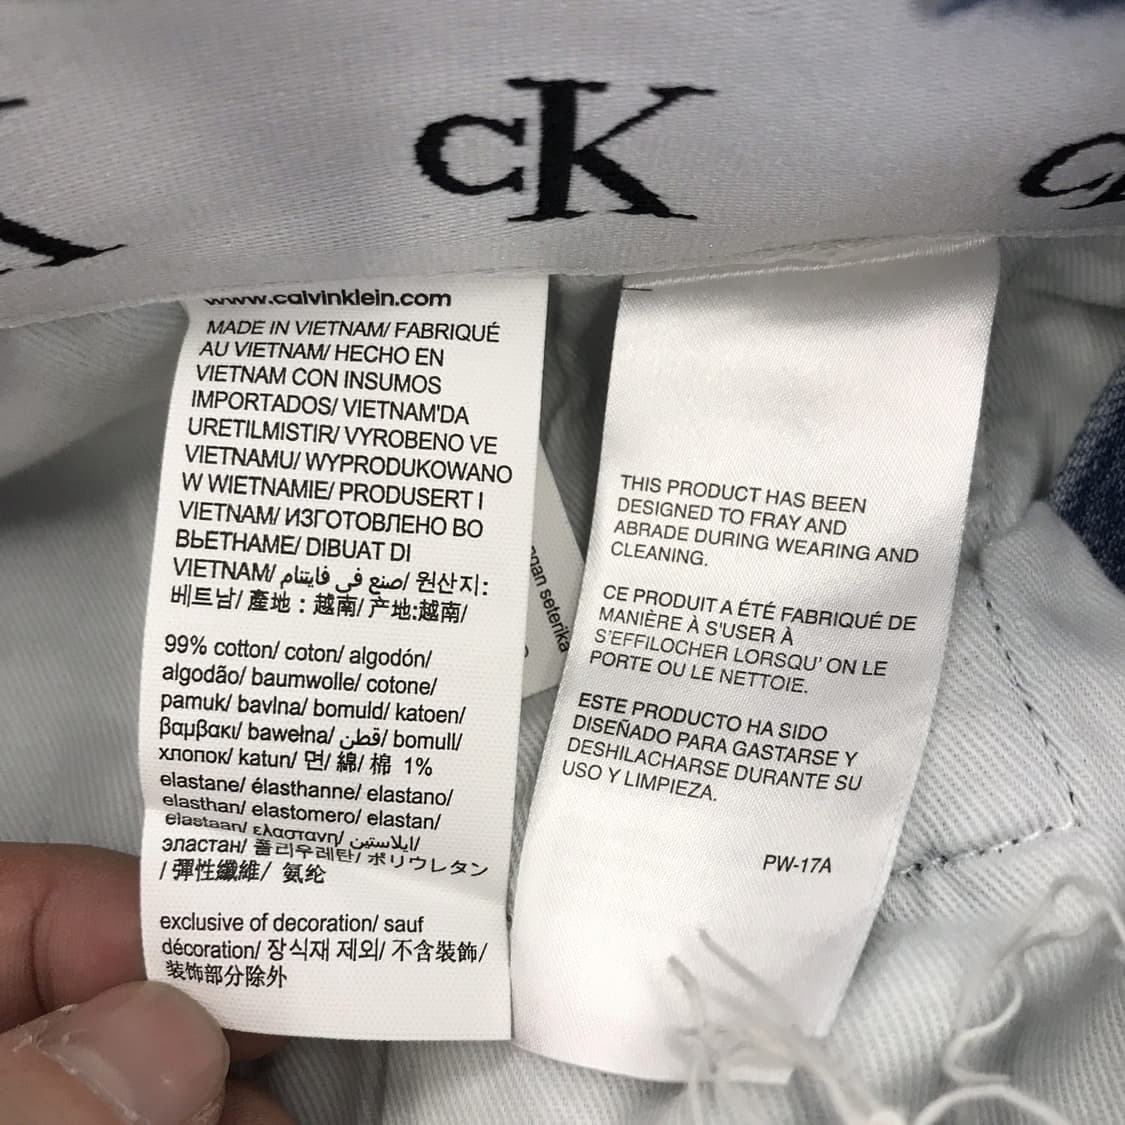 CK
www.calvinklein.com
MADE IN VIETNAM/ FABRIQUÉ
AU VIETNAM/ HECHO EN
VIETNAM CON INSUMOS
IMPORTADOS/ VIETNAM'DA
URETILMISTIR/ VYROBENO VE
VIETNAMU/ WYPRODUKOWANO
W WIETNAMIE/ PRODUSERT I
VIETNAM/ ИЗГОТОВЛЕНО ВО
ВЬЕТНАМЕ/ DIBUAT DI
VIETNAM/ صنع في فايتنام/ 원산지:
베트남/ 產地：越南/ 产地:越南/
99% cotton/ coton/ algodón/
algodão/ baumwolle/ cotone/
pamuk/ bavlna/ bomuld/ katoen/
βαμβακι/ bawełna/ قطن/ bomull/
хлопок/ katun/ 면/ 綿/ 棉 1%
elastane/ élasthanne/ elastano/
elasthan/ elastomero/ elastan/
elastaan/ ελαστανη/ ايلاستين/
эластан/ 폴리우레탄/ ポリウレタン
/ 彈性纖維/ 氨纶
exclusive of decoration/ sauf
décoration/ 장식재 제외/ 不含裝飾/
装饰部分除外
THIS PRODUCT HAS BEEN
DESIGNED TO FRAY AND
ABRADE DURING WEARING AND
CLEANING.
CE PRODUIT A ÉTÉ FABRIQUÉ DE
MANIÈRE À S'USER À
S'EFFILOCHER LORSQU' ON LE
PORTE OU LE NETTOIE.
ESTE PRODUCTO HA SIDO
DISEÑADO PARA GASTARSE Y
DESHILACHARSE DURANTE SU
USO Y LIMPIEZA.
PW-17A
seterika